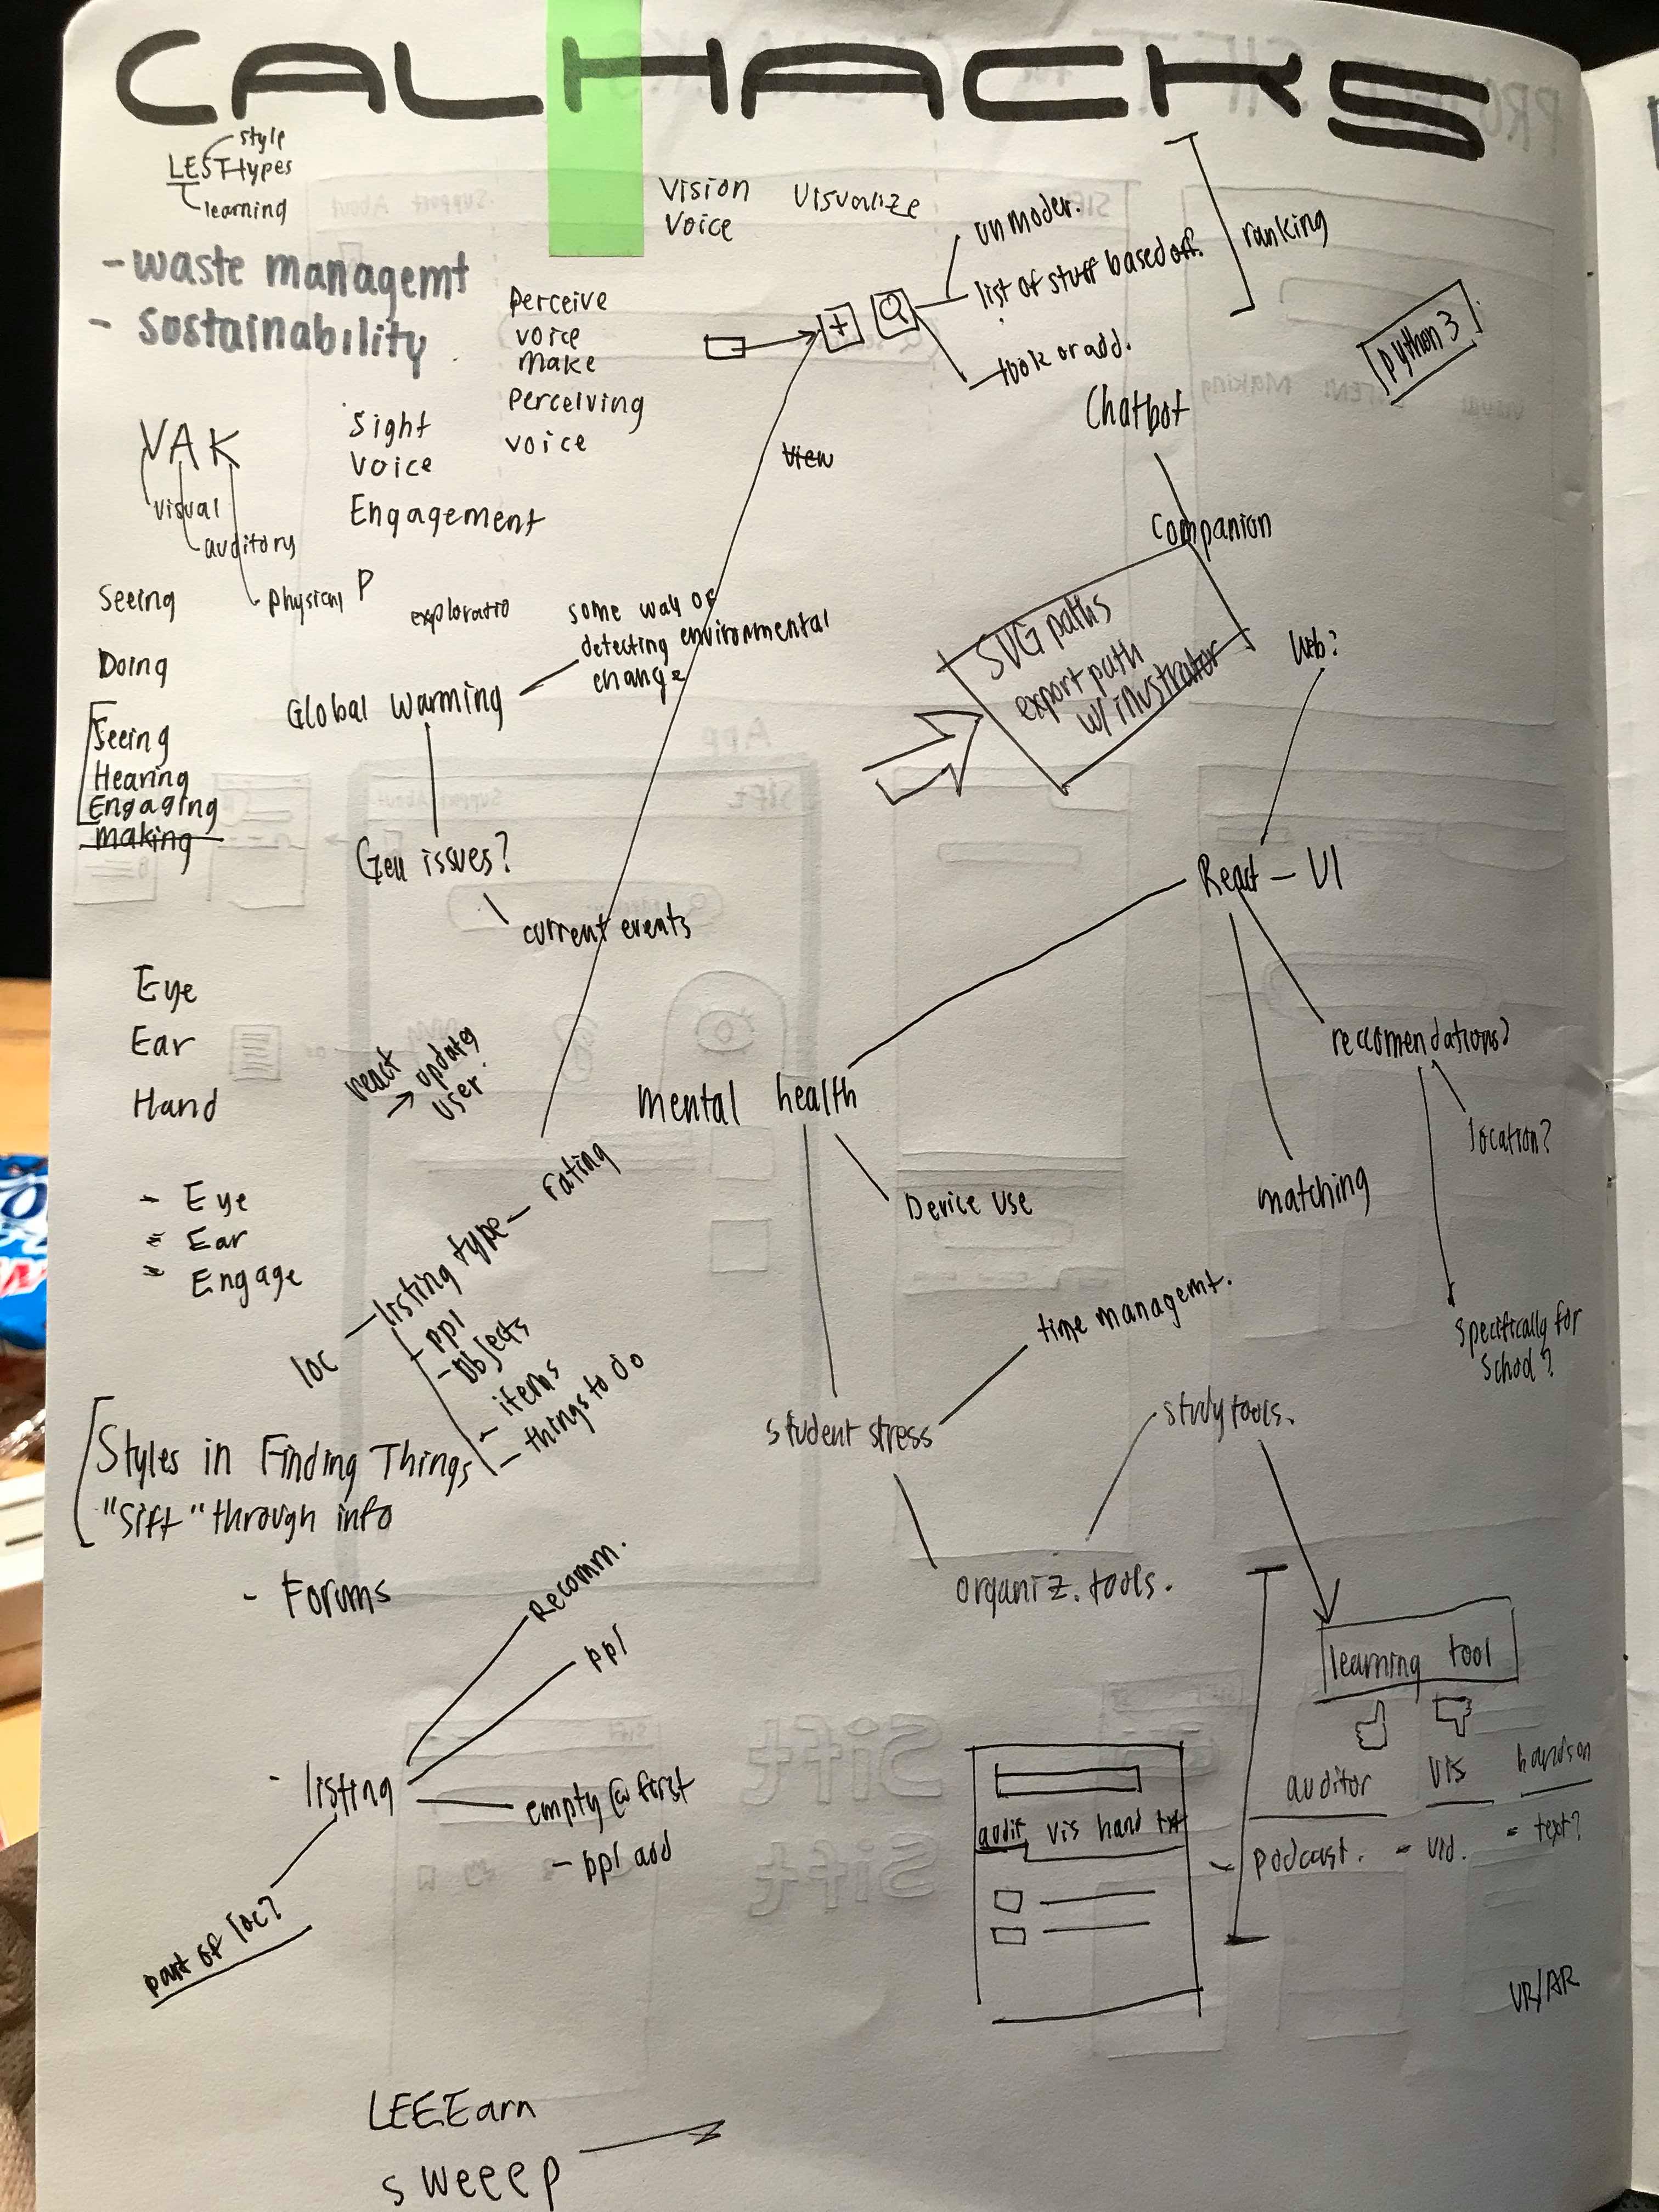 CALHACKS
style
LEST types
learning
- waste managemt
- sustainability
Vision
Voice
Visualize
un moder.
list of stuff based off.
look or add.
ranking
python 3
perceive
voice
make
perceiving
voice
View
Chatbot
Companion
VAK
visual
auditory
physical P
Sight
Voice
Engagement
Seeing
Doing
Seeing
Hearing
Engaging
making
exploratio
some way of
detecting environmental
change
Global Warming
Gen issues?
current events
SVG paths
export path
w/ illustrator
Web?
React - UI
reccomendations?
location?
matching
specifically for
school?
Eye
Ear
Hand
react
→ update
user.
mental health
Device Use
student stress
time managemt.
study tools.
organiz. tools.
- Eye
- Ear
- Engage
loc - listing type - rating
- ppl
- objects
- items
- things to do
Styles in Finding Things
"Sift" through info
- Forums
Recomm.
ppl
- listing
empty @ first
- ppl add
part of loc?
learning tool
auditor vis handson
- podcast. - vid. - text?
audit vis hand txt
VR/AR
LEEEarn
sweeep